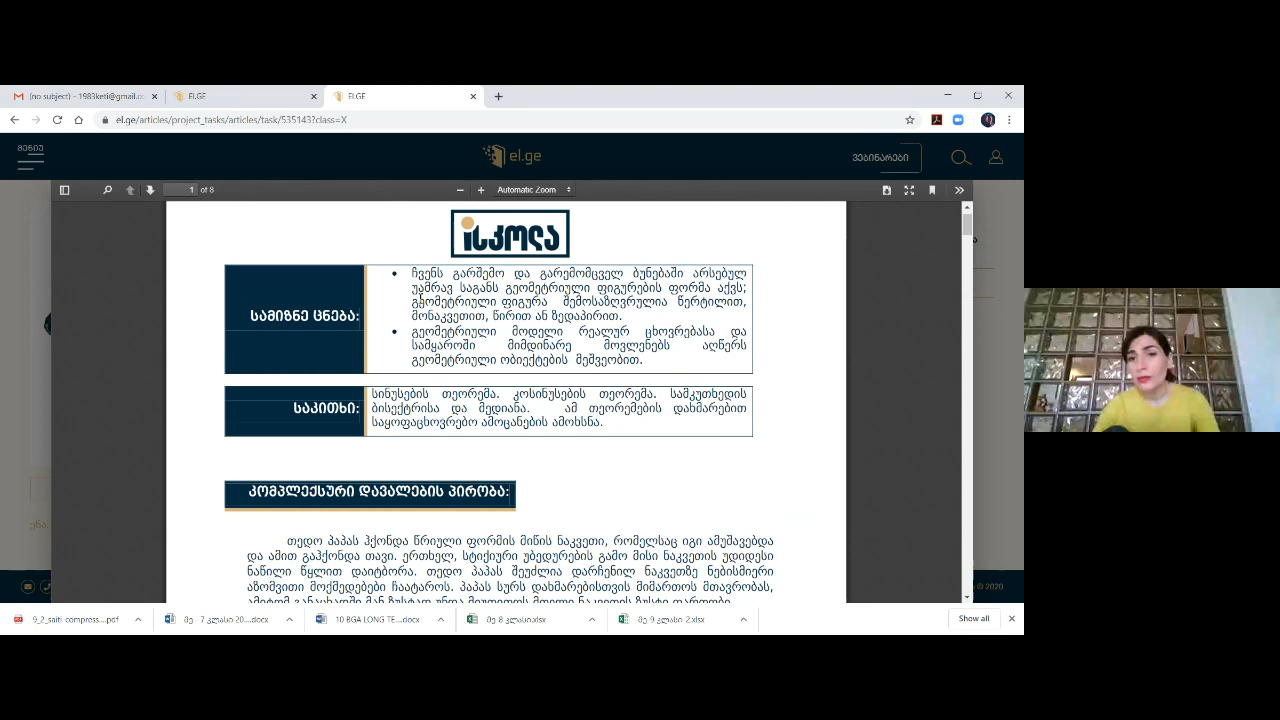 (no subject) - 1983keti@gmail.co
El.GE
El.GE
el.ge/articles/project_tasks/articles/task/535143?class=X
მენიუ
el.ge
ვებინარები
1 of 8
Automatic Zoom
ისკოლა
სამიზნე ცნება:
• ჩვენს გარშემო და გარემომცველ ბუნებაში არსებულ
უამრავ საგანს გეომეტრიული ფიგურების ფორმა აქვს;
გეომეტრიული ფიგურა შემოსაზღვრულია წერტილით,
მონაკვეთით, წირით ან ზედაპირით.
• გეომეტრიული მოდელი რეალურ ცხოვრებასა და
სამყაროში მიმდინარე მოვლენებს აღწერს
გეომეტრიული ობიექტების მეშვეობით.
საკითხი:
სინუსების თეორემა. კოსინუსების თეორემა. სამკუთხედის
ბისექტრისა და მედიანა. ამ თეორემების დახმარებით
საყოფაცხოვრებო ამოცანების ამოხსნა.
კომპლექსური დავალების პირობა:
თედო პაპას ჰქონდა წრიული ფორმის მიწის ნაკვეთი, რომელსაც იგი ამუშავებდა
და ამით გაჰქონდა თავი. ერთხელ, სტიქიური უბედურების გამო მისი ნაკვეთის უდიდესი
ნაწილი წყლით დაიტბორა. თედო პაპას შეუძლია დარჩენილ ნაკვეთზე ნებისმიერი
აზომვითი მოქმედებები ჩაატაროს. პაპას სურს დახმარებისთვის მიმართოს მთავრობას,
ენა:
© 2020
9_2_saiti-compress....pdf
მე - 7 კლასი 20....docx
10 BGA LONG TE....docx
მე-8 კლასი.xlsx
მე-9 კლასი-2.xlsx
Show all